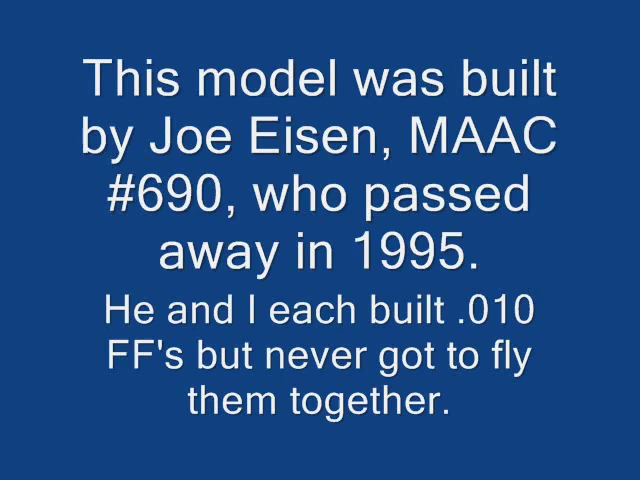 This model was built
by Joe Eisen, MAAC
#690, who passed
away in 1995.
He and I each built .010
FF's but never got to fly
them together.